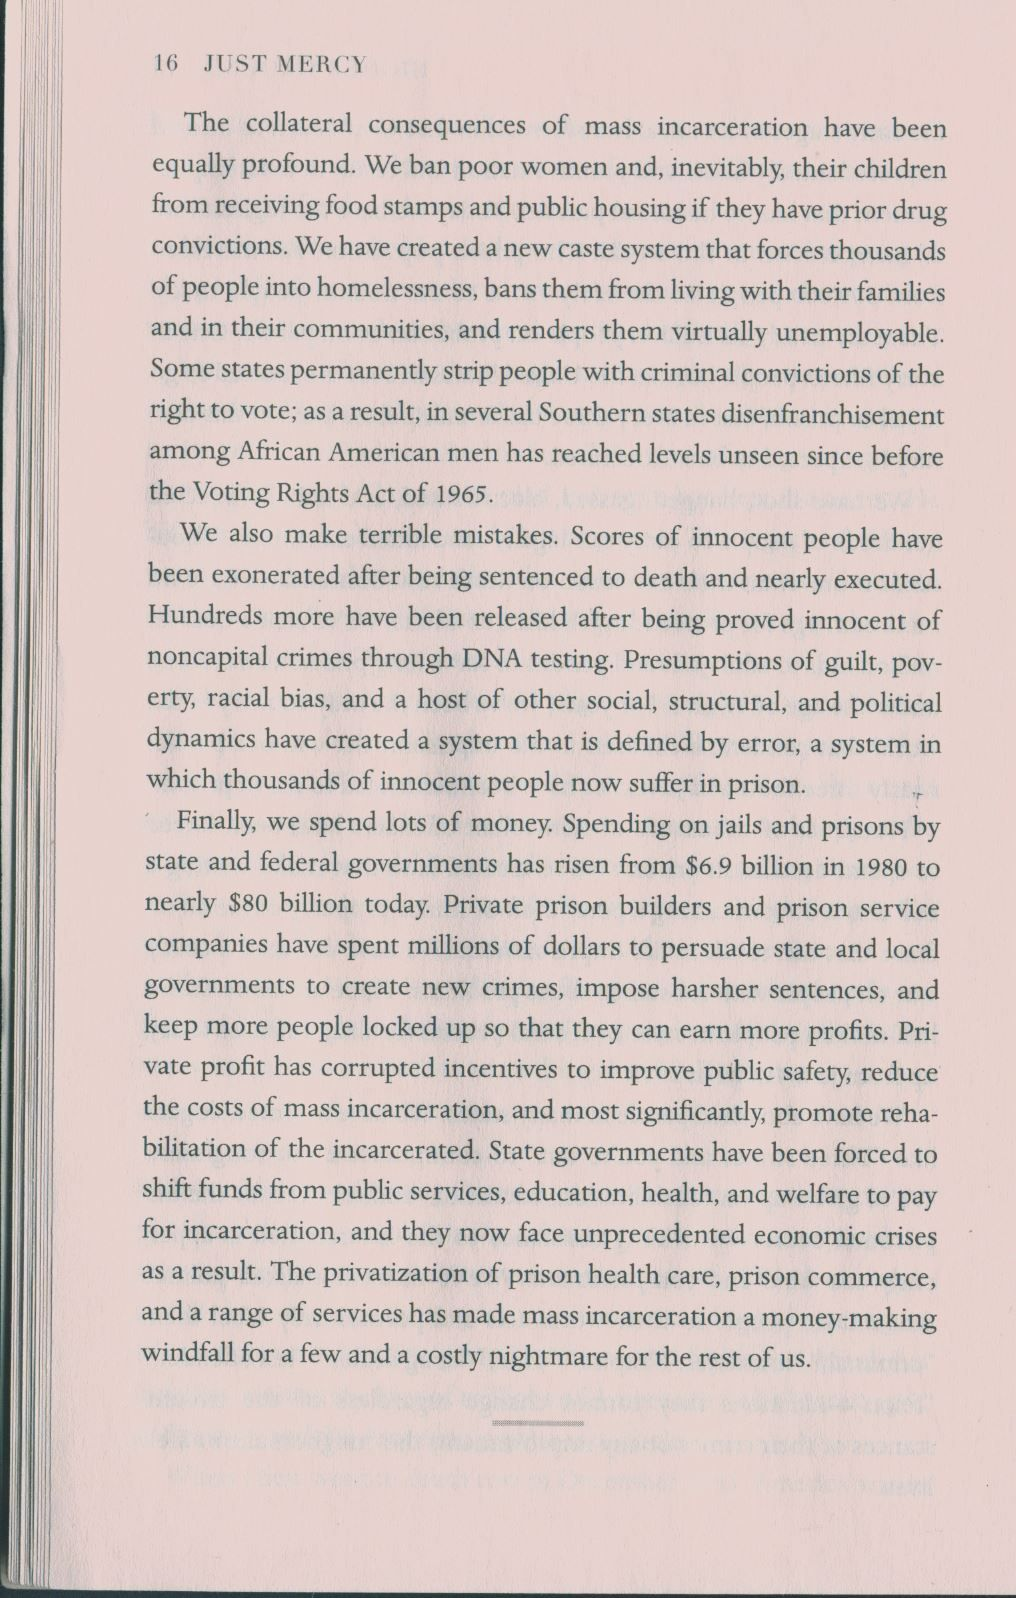 16 JUST MERCY
The collateral consequences of mass incarceration have been
equally profound. We ban poor women and, inevitably, their children
from receiving food stamps and public housing if they have prior drug
convictions. We have created a new caste system that forces thousands
of people into homelessness, bans them from living with their families
and in their communities, and renders them virtually unemployable.
Some states permanently strip people with criminal convictions of the
right to vote; as a result, in several Southern states disenfranchisement
among African American men has reached levels unseen since before
the Voting Rights Act of 1965.
We also make terrible mistakes. Scores of innocent people have
been exonerated after being sentenced to death and nearly executed.
Hundreds more have been released after being proved innocent of
noncapital crimes through DNA testing. Presumptions of guilt, pov-
erty, racial bias, and a host of other social, structural, and political
dynamics have created a system that is defined by error, a system in
which thousands of innocent people now suffer in prison.
Finally, we spend lots of money. Spending on jails and prisons by
state and federal governments has risen from $6.9 billion in 1980 to
nearly $80 billion today. Private prison builders and prison service
companies have spent millions of dollars to persuade state and local
governments to create new crimes, impose harsher sentences, and
keep more people locked up so that they can earn more profits. Pri-
vate profit has corrupted incentives to improve public safety, reduce
the costs of mass incarceration, and most significantly, promote reha-
bilitation of the incarcerated. State governments have been forced to
shift funds from public services, education, health, and welfare to pay
for incarceration, and they now face unprecedented economic crises
as a result. The privatization of prison health care, prison commerce,
and a range of services has made mass incarceration a money-making
windfall for a few and a costly nightmare for the rest of us.